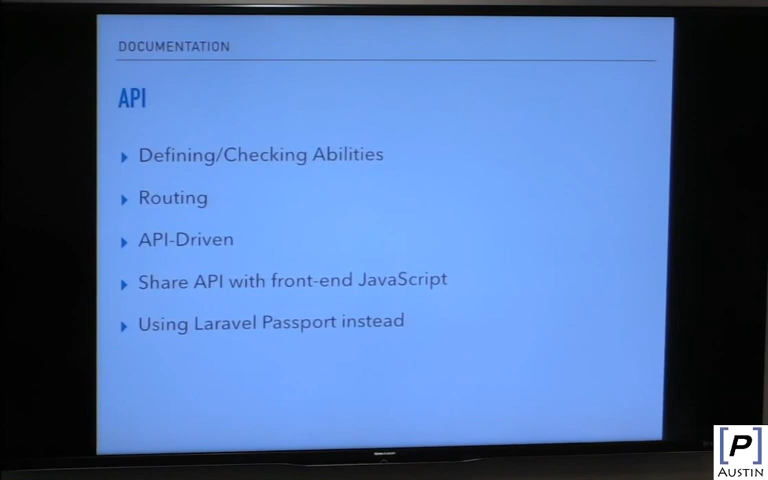 DOCUMENTATION
API
Defining/Checking Abilities
Routing
API-Driven
Share API with front-end JavaScript
Using Laravel Passport instead
[P]
AUSTIN